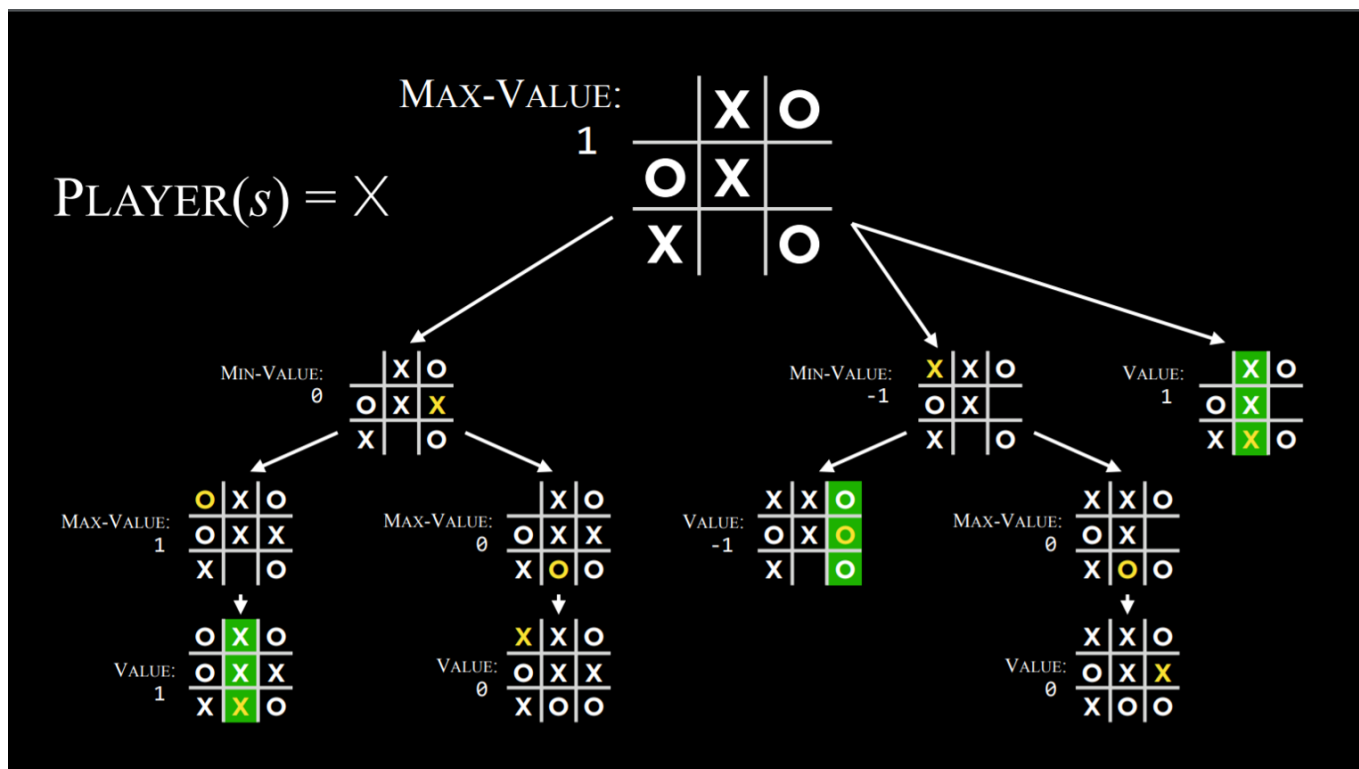 MAX-VALUE:
1
X O
O X
X O
PLAYER(s) = X
MIN-VALUE:
0
X O
O X X
X O
MIN-VALUE:
-1
X X O
O X
X O
VALUE:
1
X O
O X
X X O
MAX-VALUE:
1
O X O
O X X
X O
MAX-VALUE:
0
X O
O X X
X O O
VALUE:
-1
X X O
O X O
X O
MAX-VALUE:
0
X X O
O X
X O O
VALUE:
1
O X O
O X X
X X O
VALUE:
0
X X O
O X X
X O O
VALUE:
0
X X O
O X X
X O O